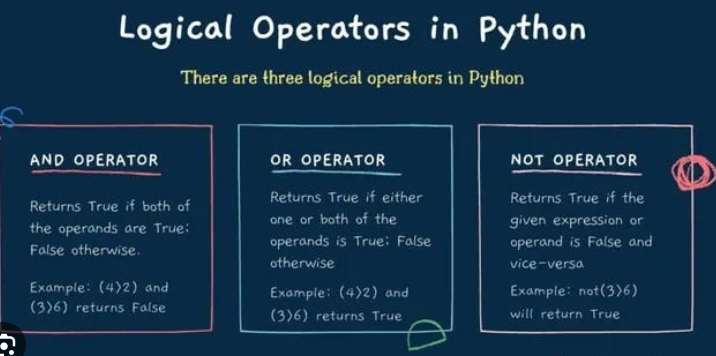 Logical Operators in Python
There are three logical operators in Python
AND OPERATOR
Returns True if both of
the operands are True;
False otherwise.
Example: (4>2) and
(3>6) returns False
OR OPERATOR
Returns True if either
one or both of the
operands is True; False
otherwise
Example: (4>2) and
(3>6) returns True
NOT OPERATOR
Returns True if the
given expression or
operand is False and
vice-versa
Example: not(3>6)
will return True